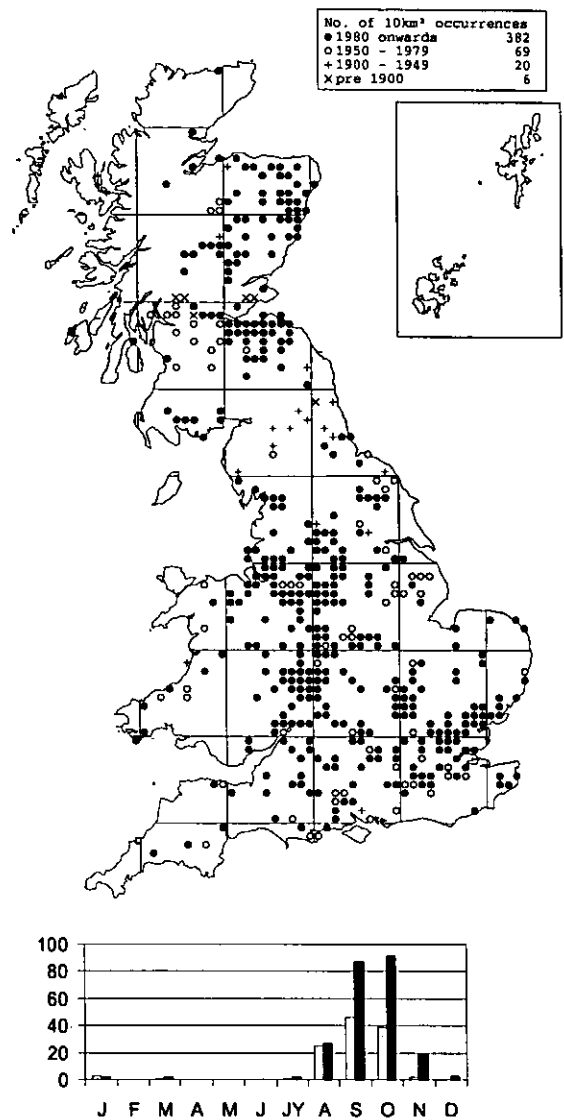 No. of 10km² occurrences
● 1980 onwards 382
○ 1950 - 1979 69
+ 1900 - 1949 20
× pre 1900 6
100
80
60
40
20
0
J F M A M J JY A S O N D